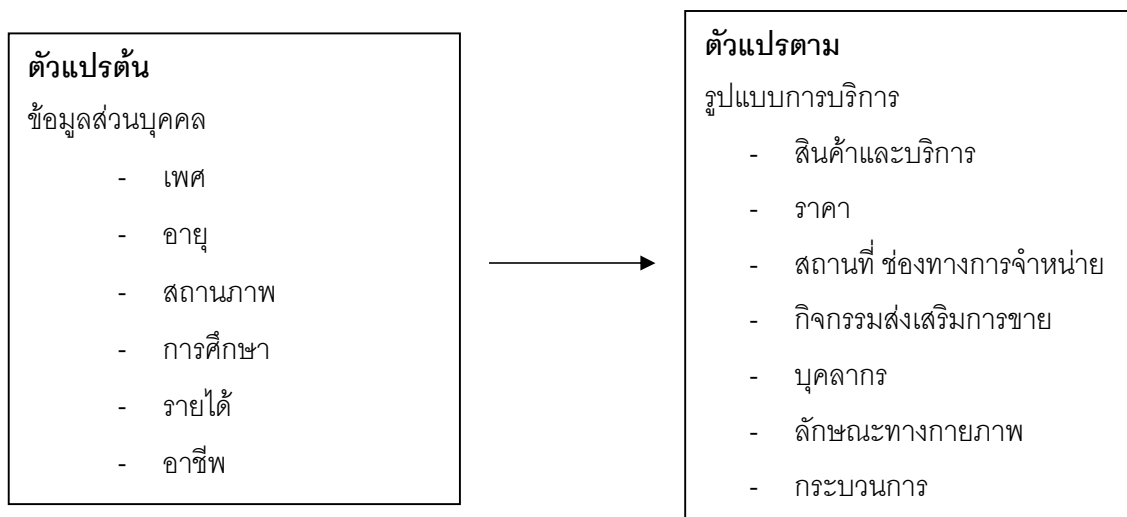 ตัวแปรต้น
ข้อมูลส่วนบุคคล
- เพศ
- อายุ
- สถานภาพ
- การศึกษา
- รายได้
- อาชีพ
ตัวแปรตาม
รูปแบบการบริการ
- สินค้าและบริการ
- ราคา
- สถานที่ ช่องทางการจำหน่าย
- กิจกรรมส่งเสริมการขาย
- บุคลากร
- ลักษณะทางกายภาพ
- กระบวนการ